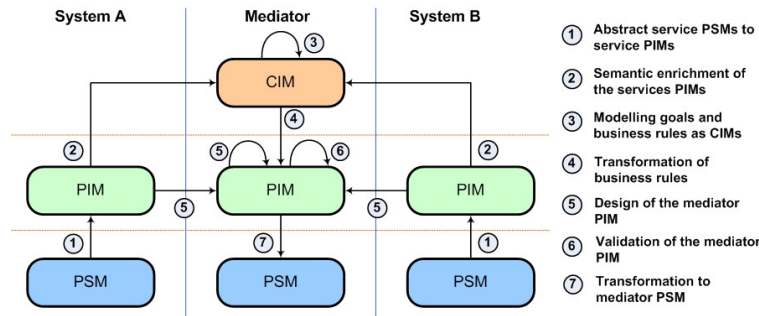 System A
Mediator
System B
3
CIM
4
2
2
5
6
PIM
PIM
PIM
5
5
1
7
1
PSM
PSM
PSM
1 Abstract service PSMs to
service PIMs
2 Semantic enrichment of
the services PIMs
3 Modelling goals and
business rules as CIMs
4 Transformation of
business rules
5 Design of the mediator
PIM
6 Validation of the mediator
PIM
7 Transformation to
mediator PSM